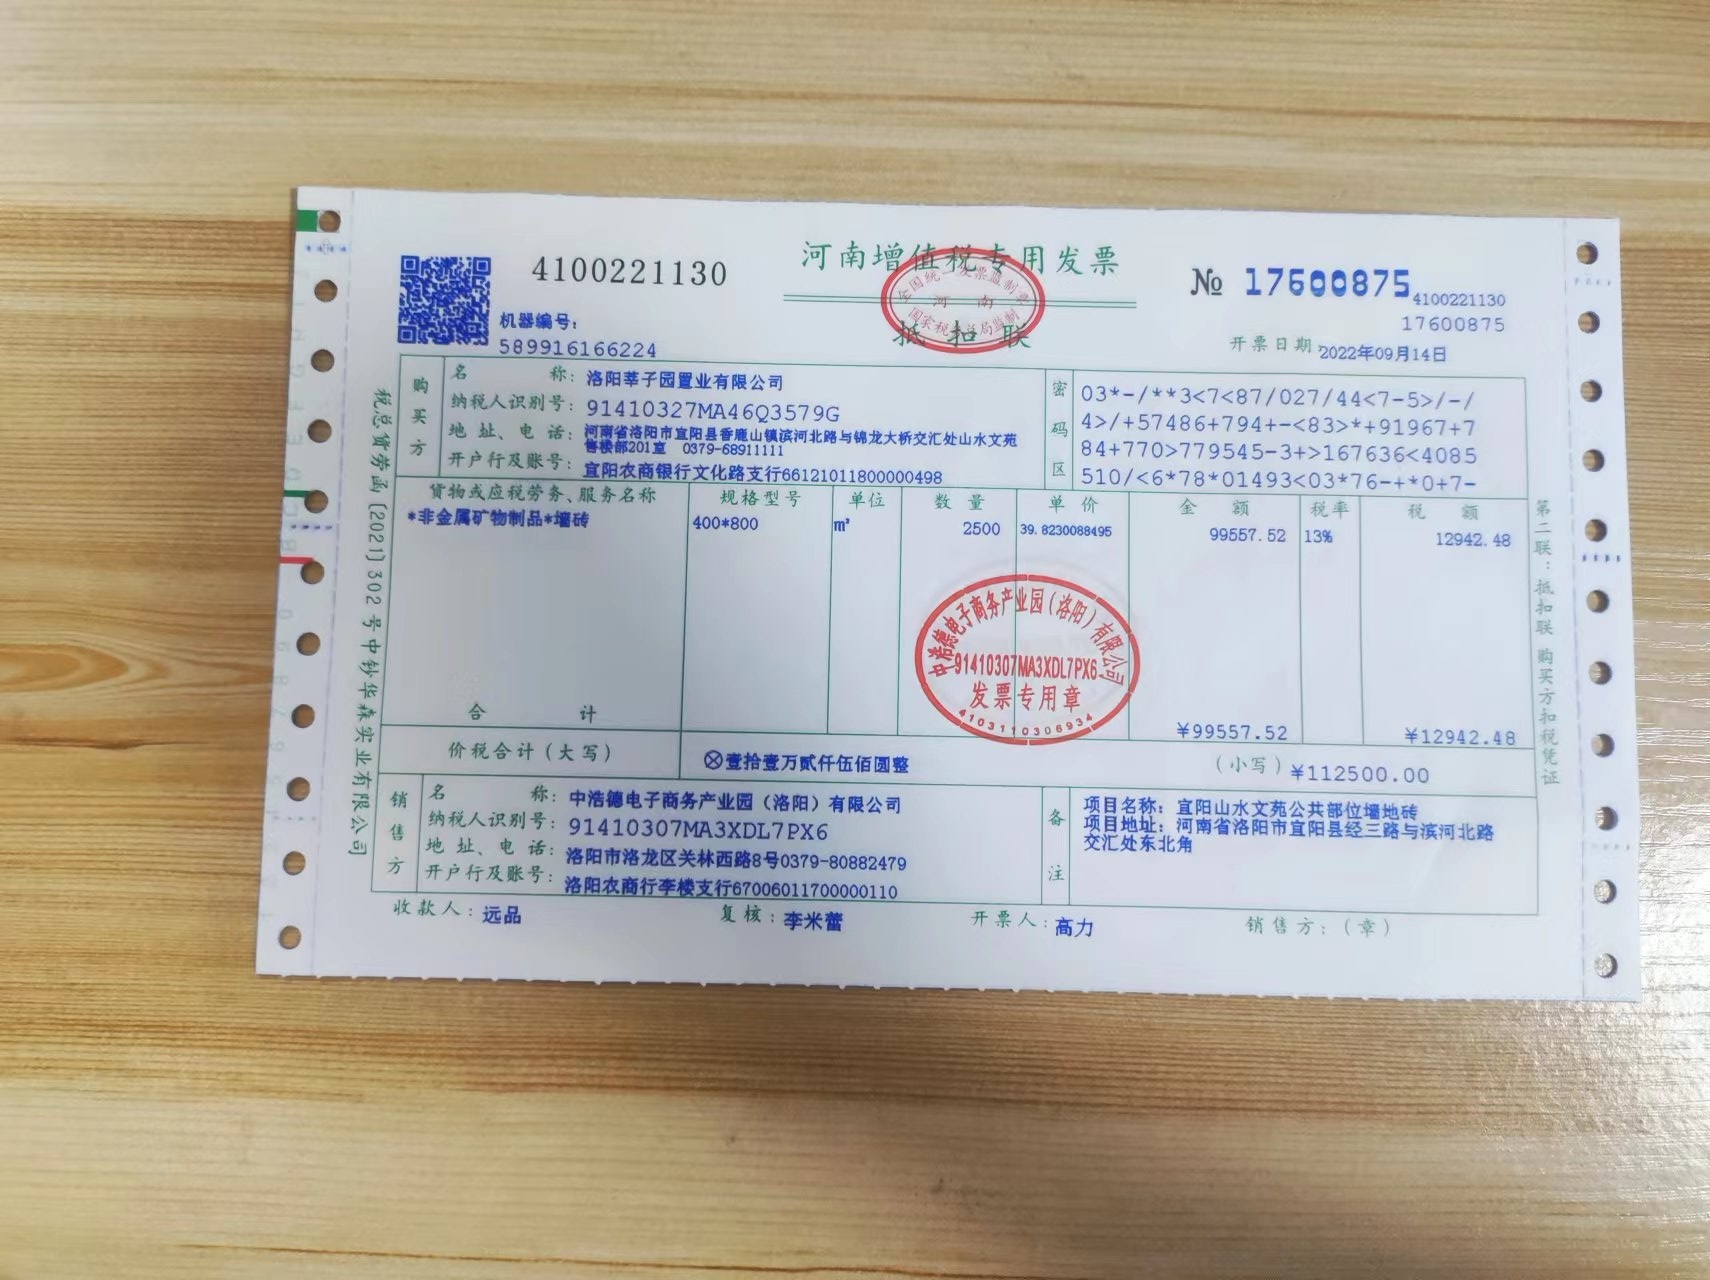 4100221130
河南增值税专用发票
抵扣联
全国统一发票监制章
河南
国家税务总局监制
№ 17600875
4100221130
17600875
机器编号:
589916166224
开票日期: 2022年09月14日
购买方
名 称: 洛阳莘子园置业有限公司
纳税人识别号: 91410327MA46Q3579G
地 址、电 话: 河南省洛阳市宜阳县香鹿山镇滨河北路与锦龙大桥交汇处山水文苑
售楼部201室 0379-68911111
开户行及账号: 宜阳农商银行文化路支行66121011800000498
密码区
03*-/**3<7<87/027/44<7-5>/-/
4>/+57486+794+-<83>*+91967+7
84+770>779545-3+>167636<4085
510/<6*78*01493<03*76-+*0+7-
货物或应税劳务、服务名称 规格型号 单位 数 量 单 价 金 额 税率 税 额
*非金属矿物制品*墙砖 400*800 m² 2500 39.8230088495 99557.52 13% 12942.48
中浩德电子商务产业园(洛阳)有限公司
91410307MA3XDL7PX6
发票专用章
4103110306934
合 计 ¥99557.52 ¥12942.48
价税合计(大写) ⊗壹拾壹万贰仟伍佰圆整 (小写) ¥112500.00
销售方
名 称: 中浩德电子商务产业园(洛阳)有限公司
纳税人识别号: 91410307MA3XDL7PX6
地 址、电 话: 洛阳市洛龙区关林西路8号0379-80882479
开户行及账号: 洛阳农商行李楼支行67006011700000110
备注
项目名称: 宜阳山水文苑公共部位墙地砖
项目地址: 河南省洛阳市宜阳县经三路与滨河北路
交汇处东北角
收款人: 远品 复核: 李米蕾 开票人: 高力 销售方:(章)
税总货劳函[2021]302号中钞华森实业有限公司
第二联:抵扣联 购买方扣税凭证